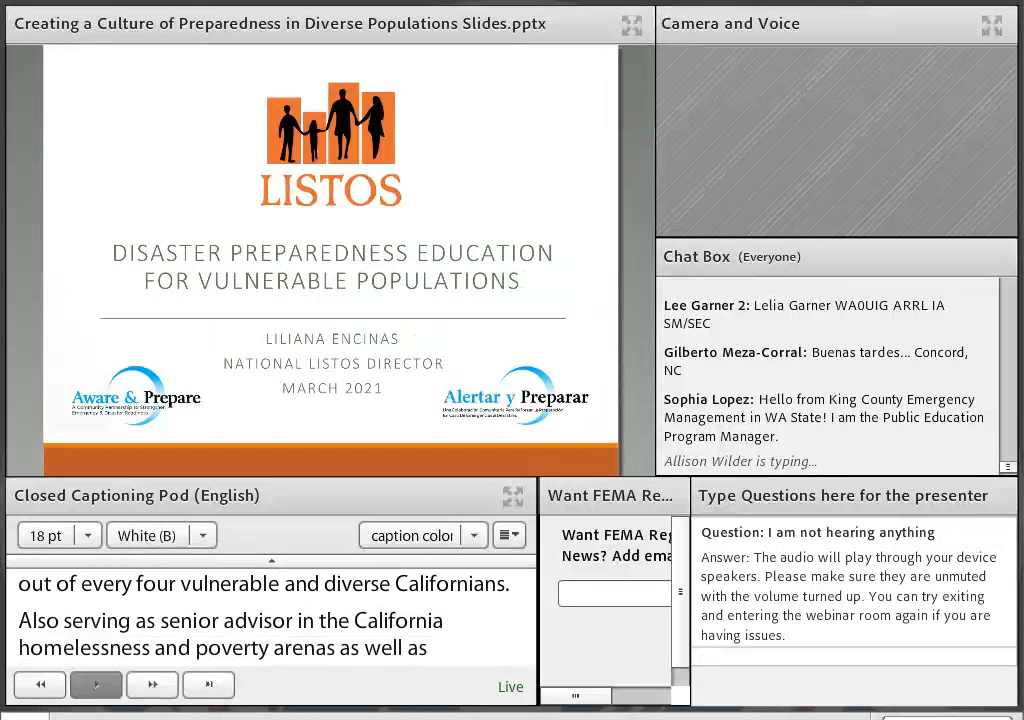 Creating a Culture of Preparedness in Diverse Populations Slides.pptx
LISTOS
DISASTER PREPAREDNESS EDUCATION
FOR VULNERABLE POPULATIONS
LILIANA ENCINAS
NATIONAL LISTOS DIRECTOR
MARCH 2021
Aware & Prepare
A Community Partnership to Strengthen
Emergency & Disaster Readiness
Alertar y Preparar
Camera and Voice
Chat Box (Everyone)
Lee Garner 2: Lelia Garner WA0UIG ARRL IA
SM/SEC
Gilberto Meza-Corral: Buenas tardes... Concord,
NC
Sophia Lopez: Hello from King County Emergency
Management in WA State! I am the Public Education
Program Manager.
Allison Wilder is typing...
Closed Captioning Pod (English)
18 pt
White (B)
caption color
out of every four vulnerable and diverse Californians.
Also serving as senior advisor in the California
homelessness and poverty arenas as well as
Live
Want FEMA Re...
Want FEMA Reg
News? Add ema
Type Questions here for the presenter
Question: I am not hearing anything
Answer: The audio will play through your device
speakers. Please make sure they are unmuted
with the volume turned up. You can try exiting
and entering the webinar room again if you are
having issues.